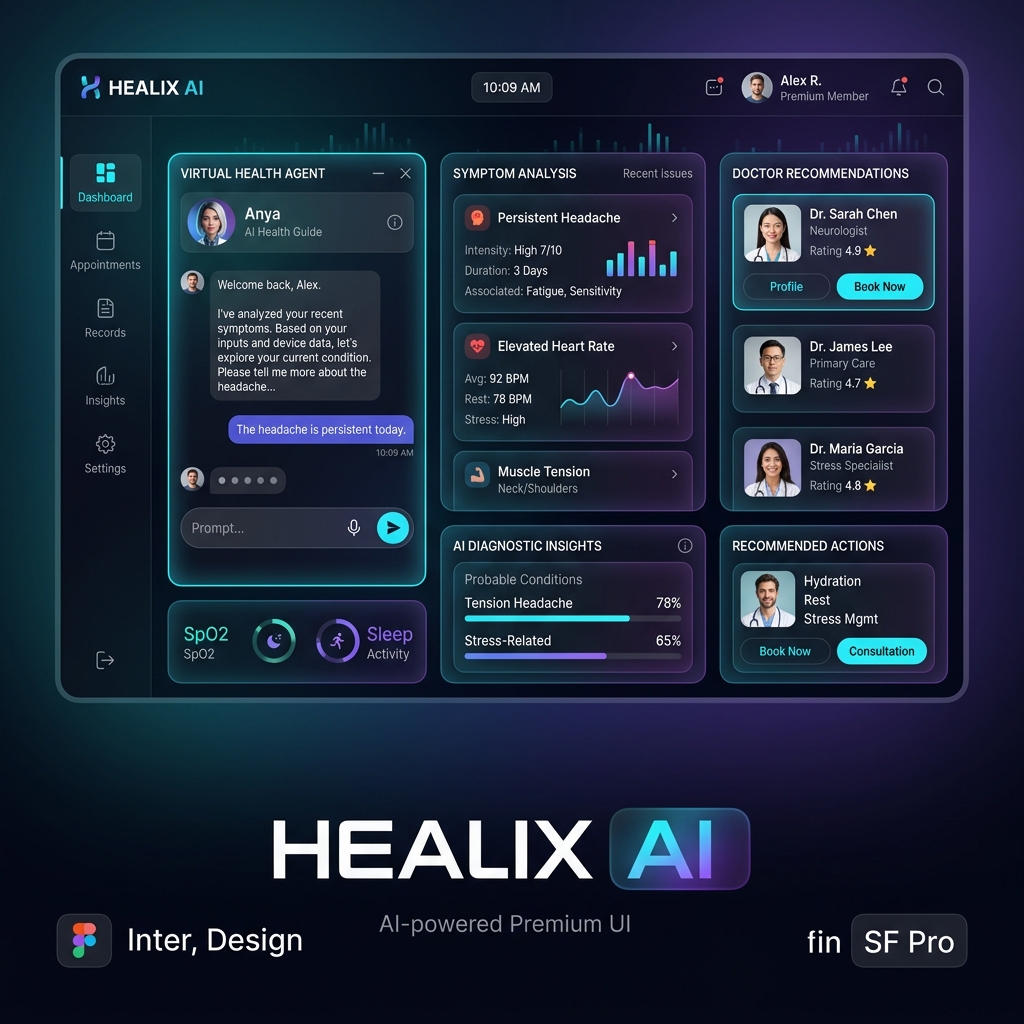 HEALIX AI
10:09 AM
Alex R.
Premium Member
Dashboard
Appointments
Records
Insights
Settings
VIRTUAL HEALTH AGENT
Anya
AI Health Guide
Welcome back, Alex.
I've analyzed your recent
symptoms. Based on your
inputs and device data, let's
explore your current condition.
Please tell me more about the
headache...
The headache is persistent today.
10:09 AM
Prompt...
SpO2
SpO2
Sleep
Activity
SYMPTOM ANALYSIS
Recent issues
Persistent Headache
Intensity: High 7/10
Duration: 3 Days
Associated: Fatigue, Sensitivity
Elevated Heart Rate
Avg: 92 BPM
Rest: 78 BPM
Stress: High
Muscle Tension
Neck/Shoulders
AI DIAGNOSTIC INSIGHTS
Probable Conditions
Tension Headache 78%
Stress-Related 65%
DOCTOR RECOMMENDATIONS
Dr. Sarah Chen
Neurologist
Rating 4.9
Profile
Book Now
Dr. James Lee
Primary Care
Rating 4.7
Dr. Maria Garcia
Stress Specialist
Rating 4.8
RECOMMENDED ACTIONS
Hydration
Rest
Stress Mgmt
Book Now
Consultation
HEALIX AI
AI-powered Premium UI
Inter, Design
fin SF Pro